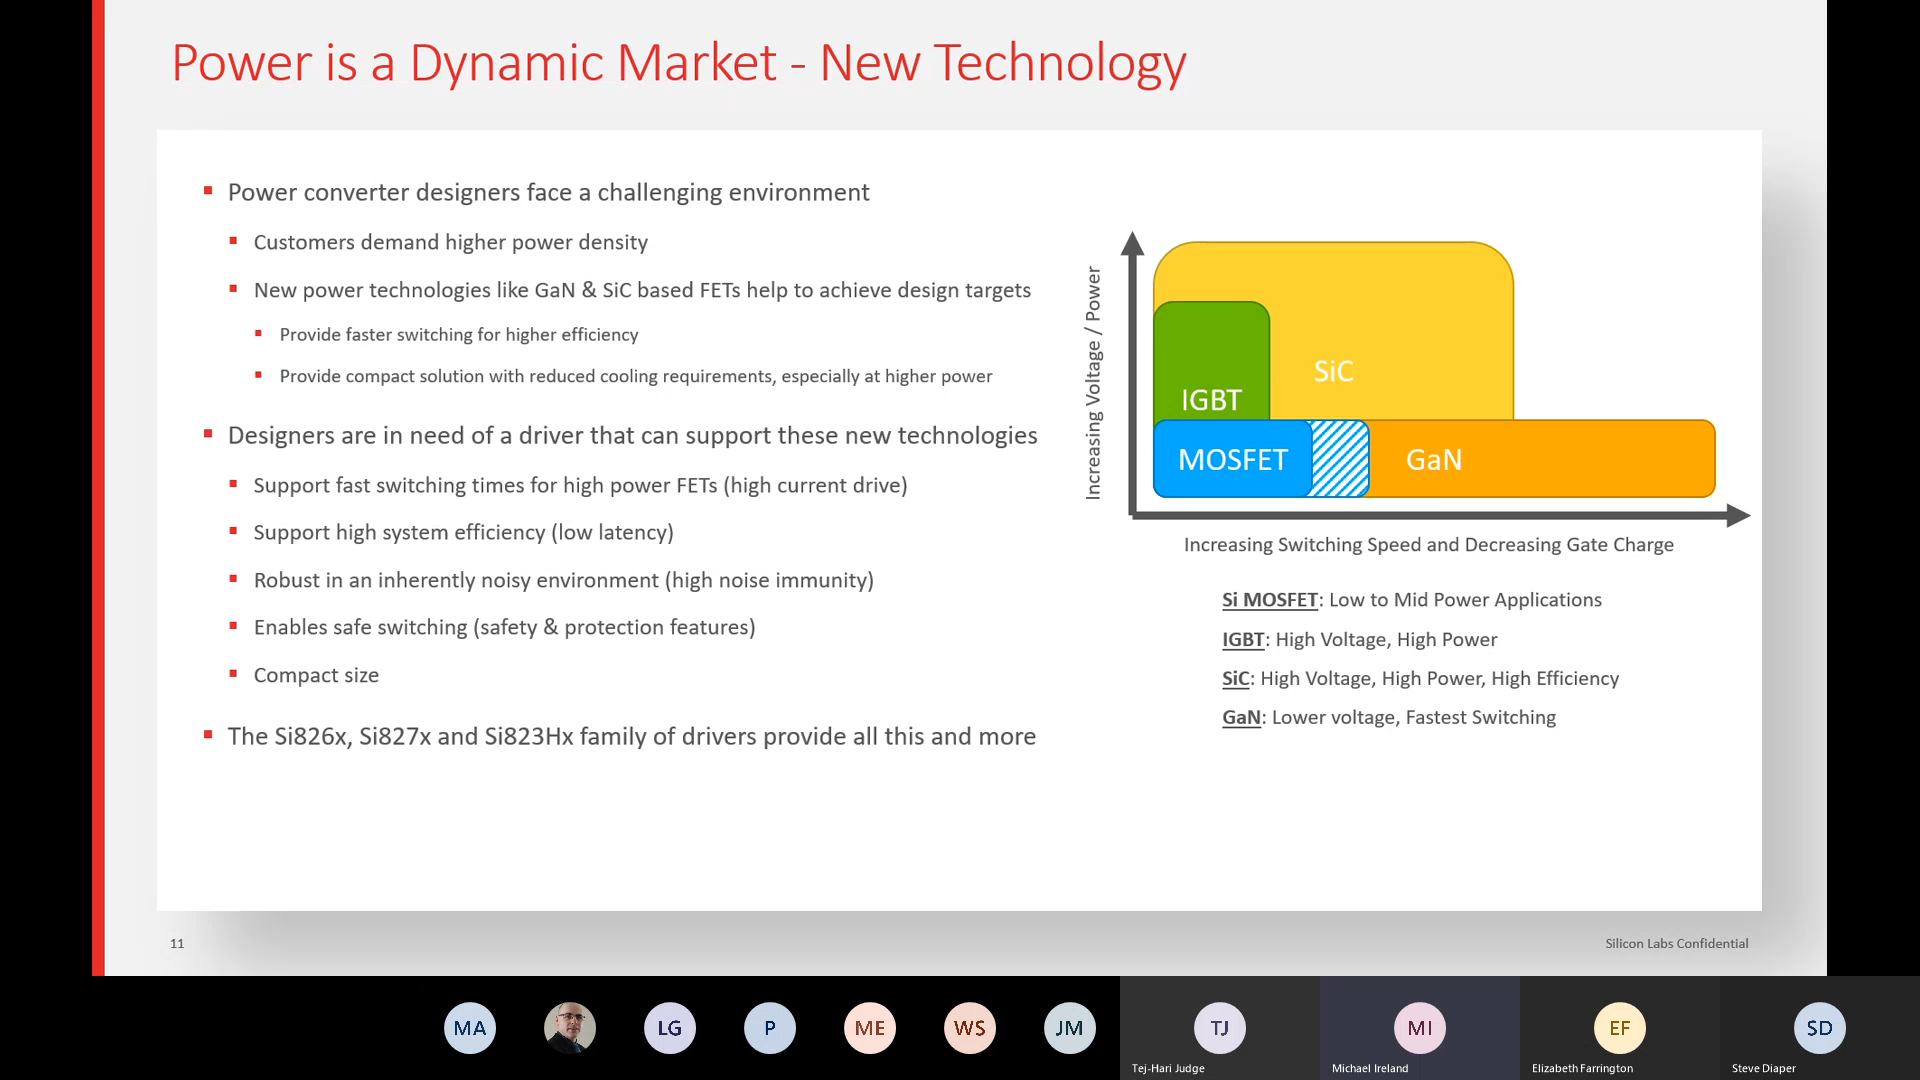 Power is a Dynamic Market - New Technology
Power converter designers face a challenging environment
Customers demand higher power density
New power technologies like GaN & SiC based FETs help to achieve design targets
Provide faster switching for higher efficiency
Provide compact solution with reduced cooling requirements, especially at higher power
Designers are in need of a driver that can support these new technologies
Support fast switching times for high power FETs (high current drive)
Support high system efficiency (low latency)
Robust in an inherently noisy environment (high noise immunity)
Enables safe switching (safety & protection features)
Compact size
The Si826x, Si827x and Si823Hx family of drivers provide all this and more
Increasing Voltage / Power
SiC
IGBT
MOSFET
GaN
Increasing Switching Speed and Decreasing Gate Charge
Si MOSFET: Low to Mid Power Applications
IGBT: High Voltage, High Power
SiC: High Voltage, High Power, High Efficiency
GaN: Lower voltage, Fastest Switching
11
Silicon Labs Confidential
MA
LG
P
ME
WS
JM
TJ
MI
EF
SD
Tej-Hari Judge
Michael Ireland
Elizabeth Farrington
Steve Diaper